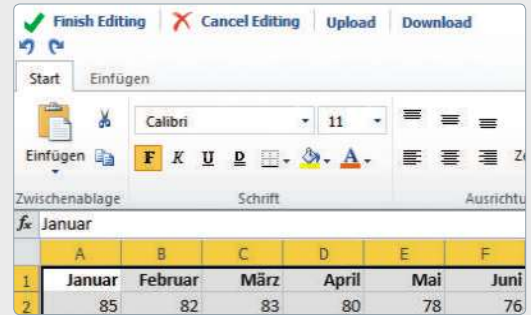 Finish Editing Cancel Editing Upload Download
Start Einfügen
Calibri 11
Einfügen F K U D A
Zwischenablage Schrift
fx Januar
A B C D E F
1 Januar Februar März April Mai Juni
2 85 82 83 80 78 76